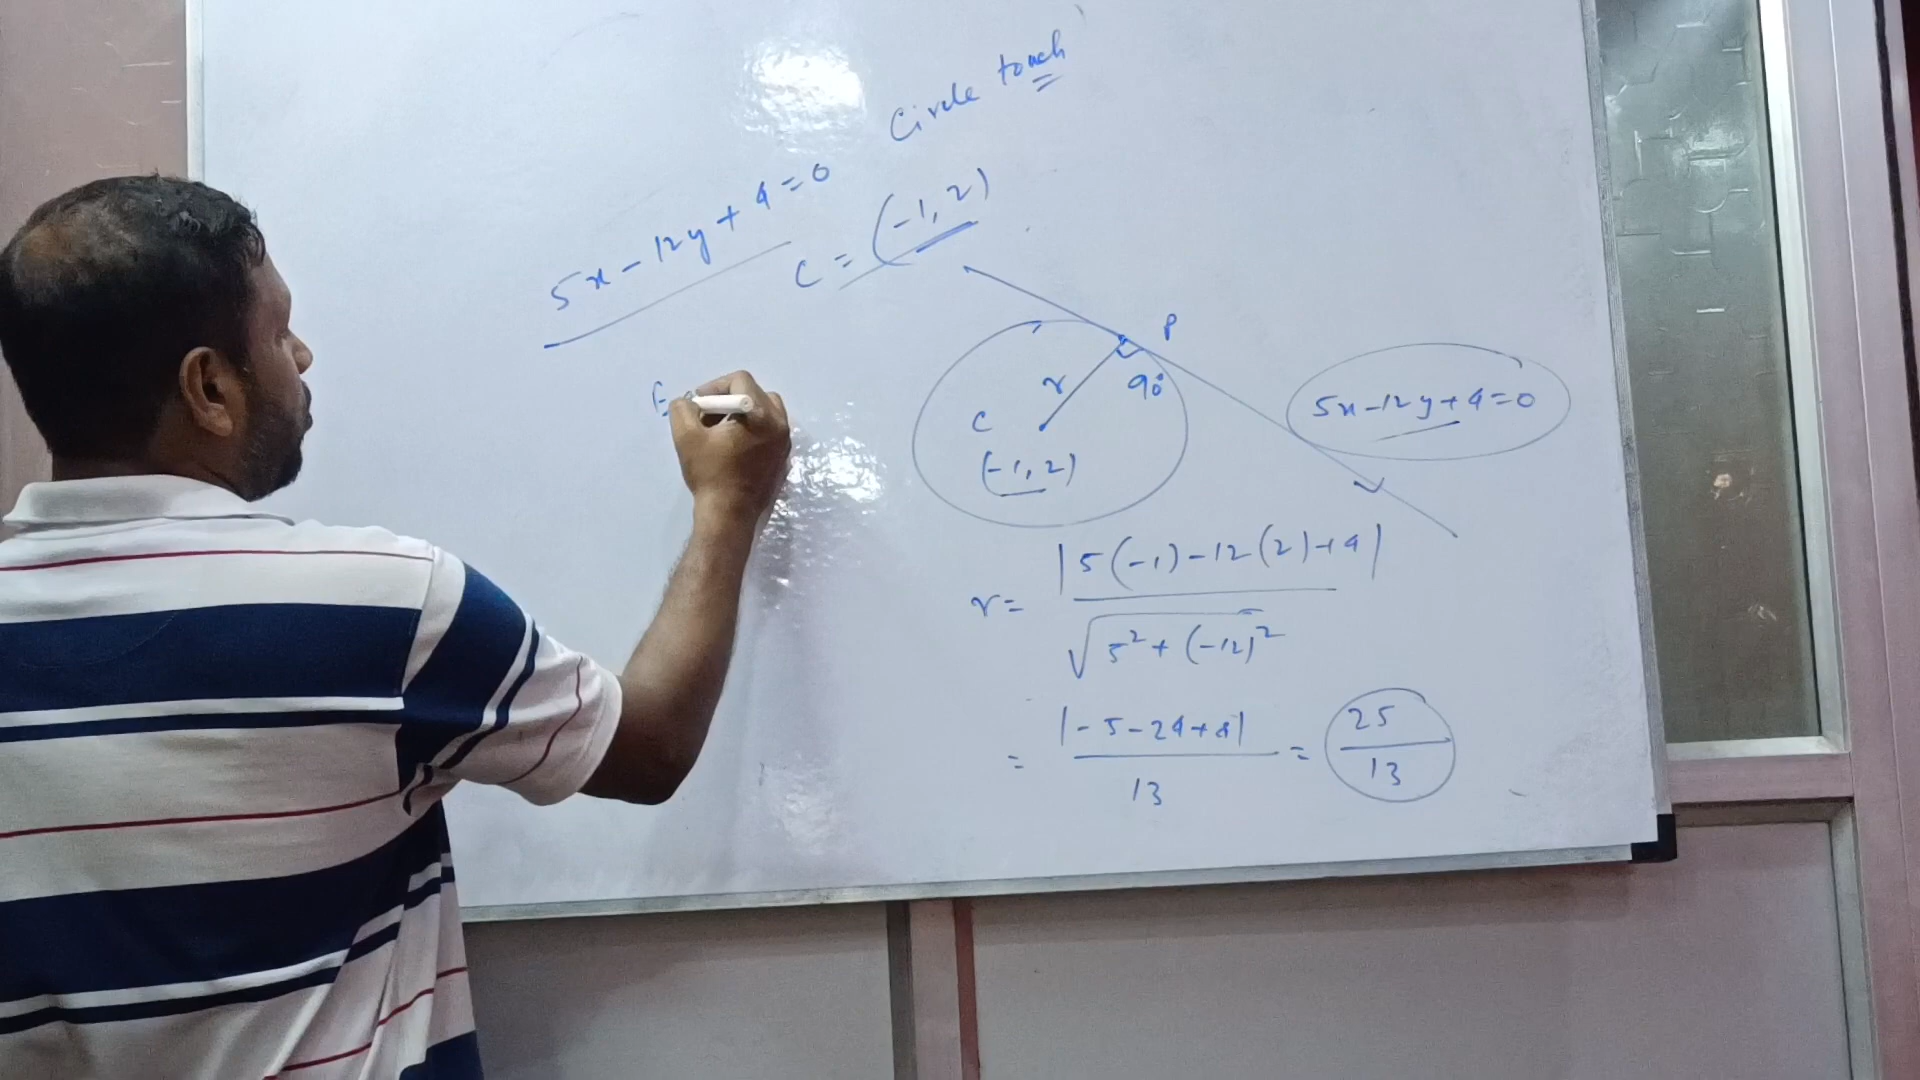 Circle touch
5x - 12y + 4 = 0
C = (-1, 2)
P
r
90°
C
(-1, 2)
5x - 12y + 4 = 0
r = |5(-1) - 12(2) + 4|
√5² + (-12)²
= |-5 - 24 + 4| = 25
13 13